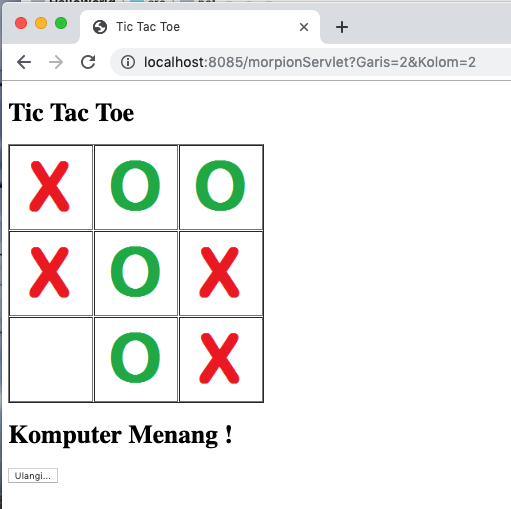 Tic Tac Toe
localhost:8085/morpionServlet?Garis=2&Kolom=2
Tic Tac Toe
X O O
X O X
O X
Komputer Menang !
Ulangi...